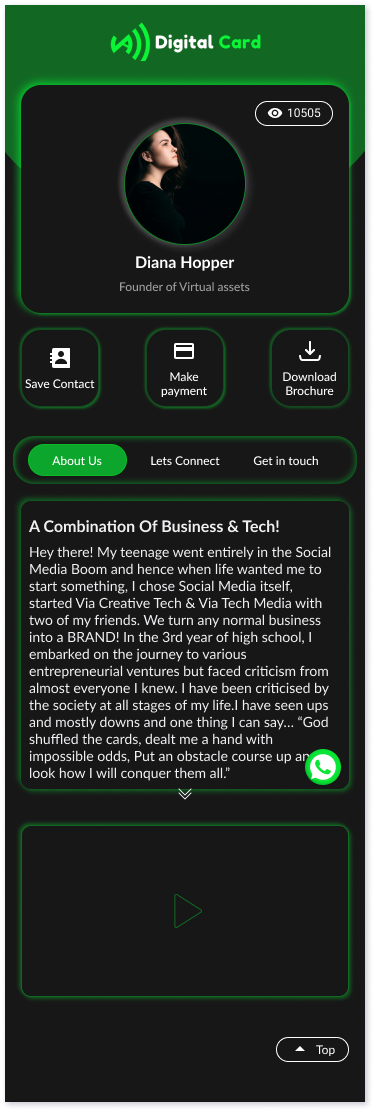 Digital Card
10505
Diana Hopper
Founder of Virtual assets
Save Contact
Make
payment
Download
Brochure
About Us
Lets Connect
Get in touch
A Combination Of Business & Tech!
Hey there! My teenage went entirely in the Social
Media Boom and hence when life wanted me to
start something, I chose Social Media itself,
started Via Creative Tech & Via Tech Media with
two of my friends. We turn any normal business
into a BRAND! In the 3rd year of high school, I
embarked on the journey to various
entrepreneurial ventures but faced criticism from
almost everyone I knew. I have been criticised by
the society at all stages of my life.I have seen ups
and mostly downs and one thing I can say... “God
shuffled the cards, dealt me a hand with
impossible odds, Put an obstacle course up
look how I will conquer them all.”
Top